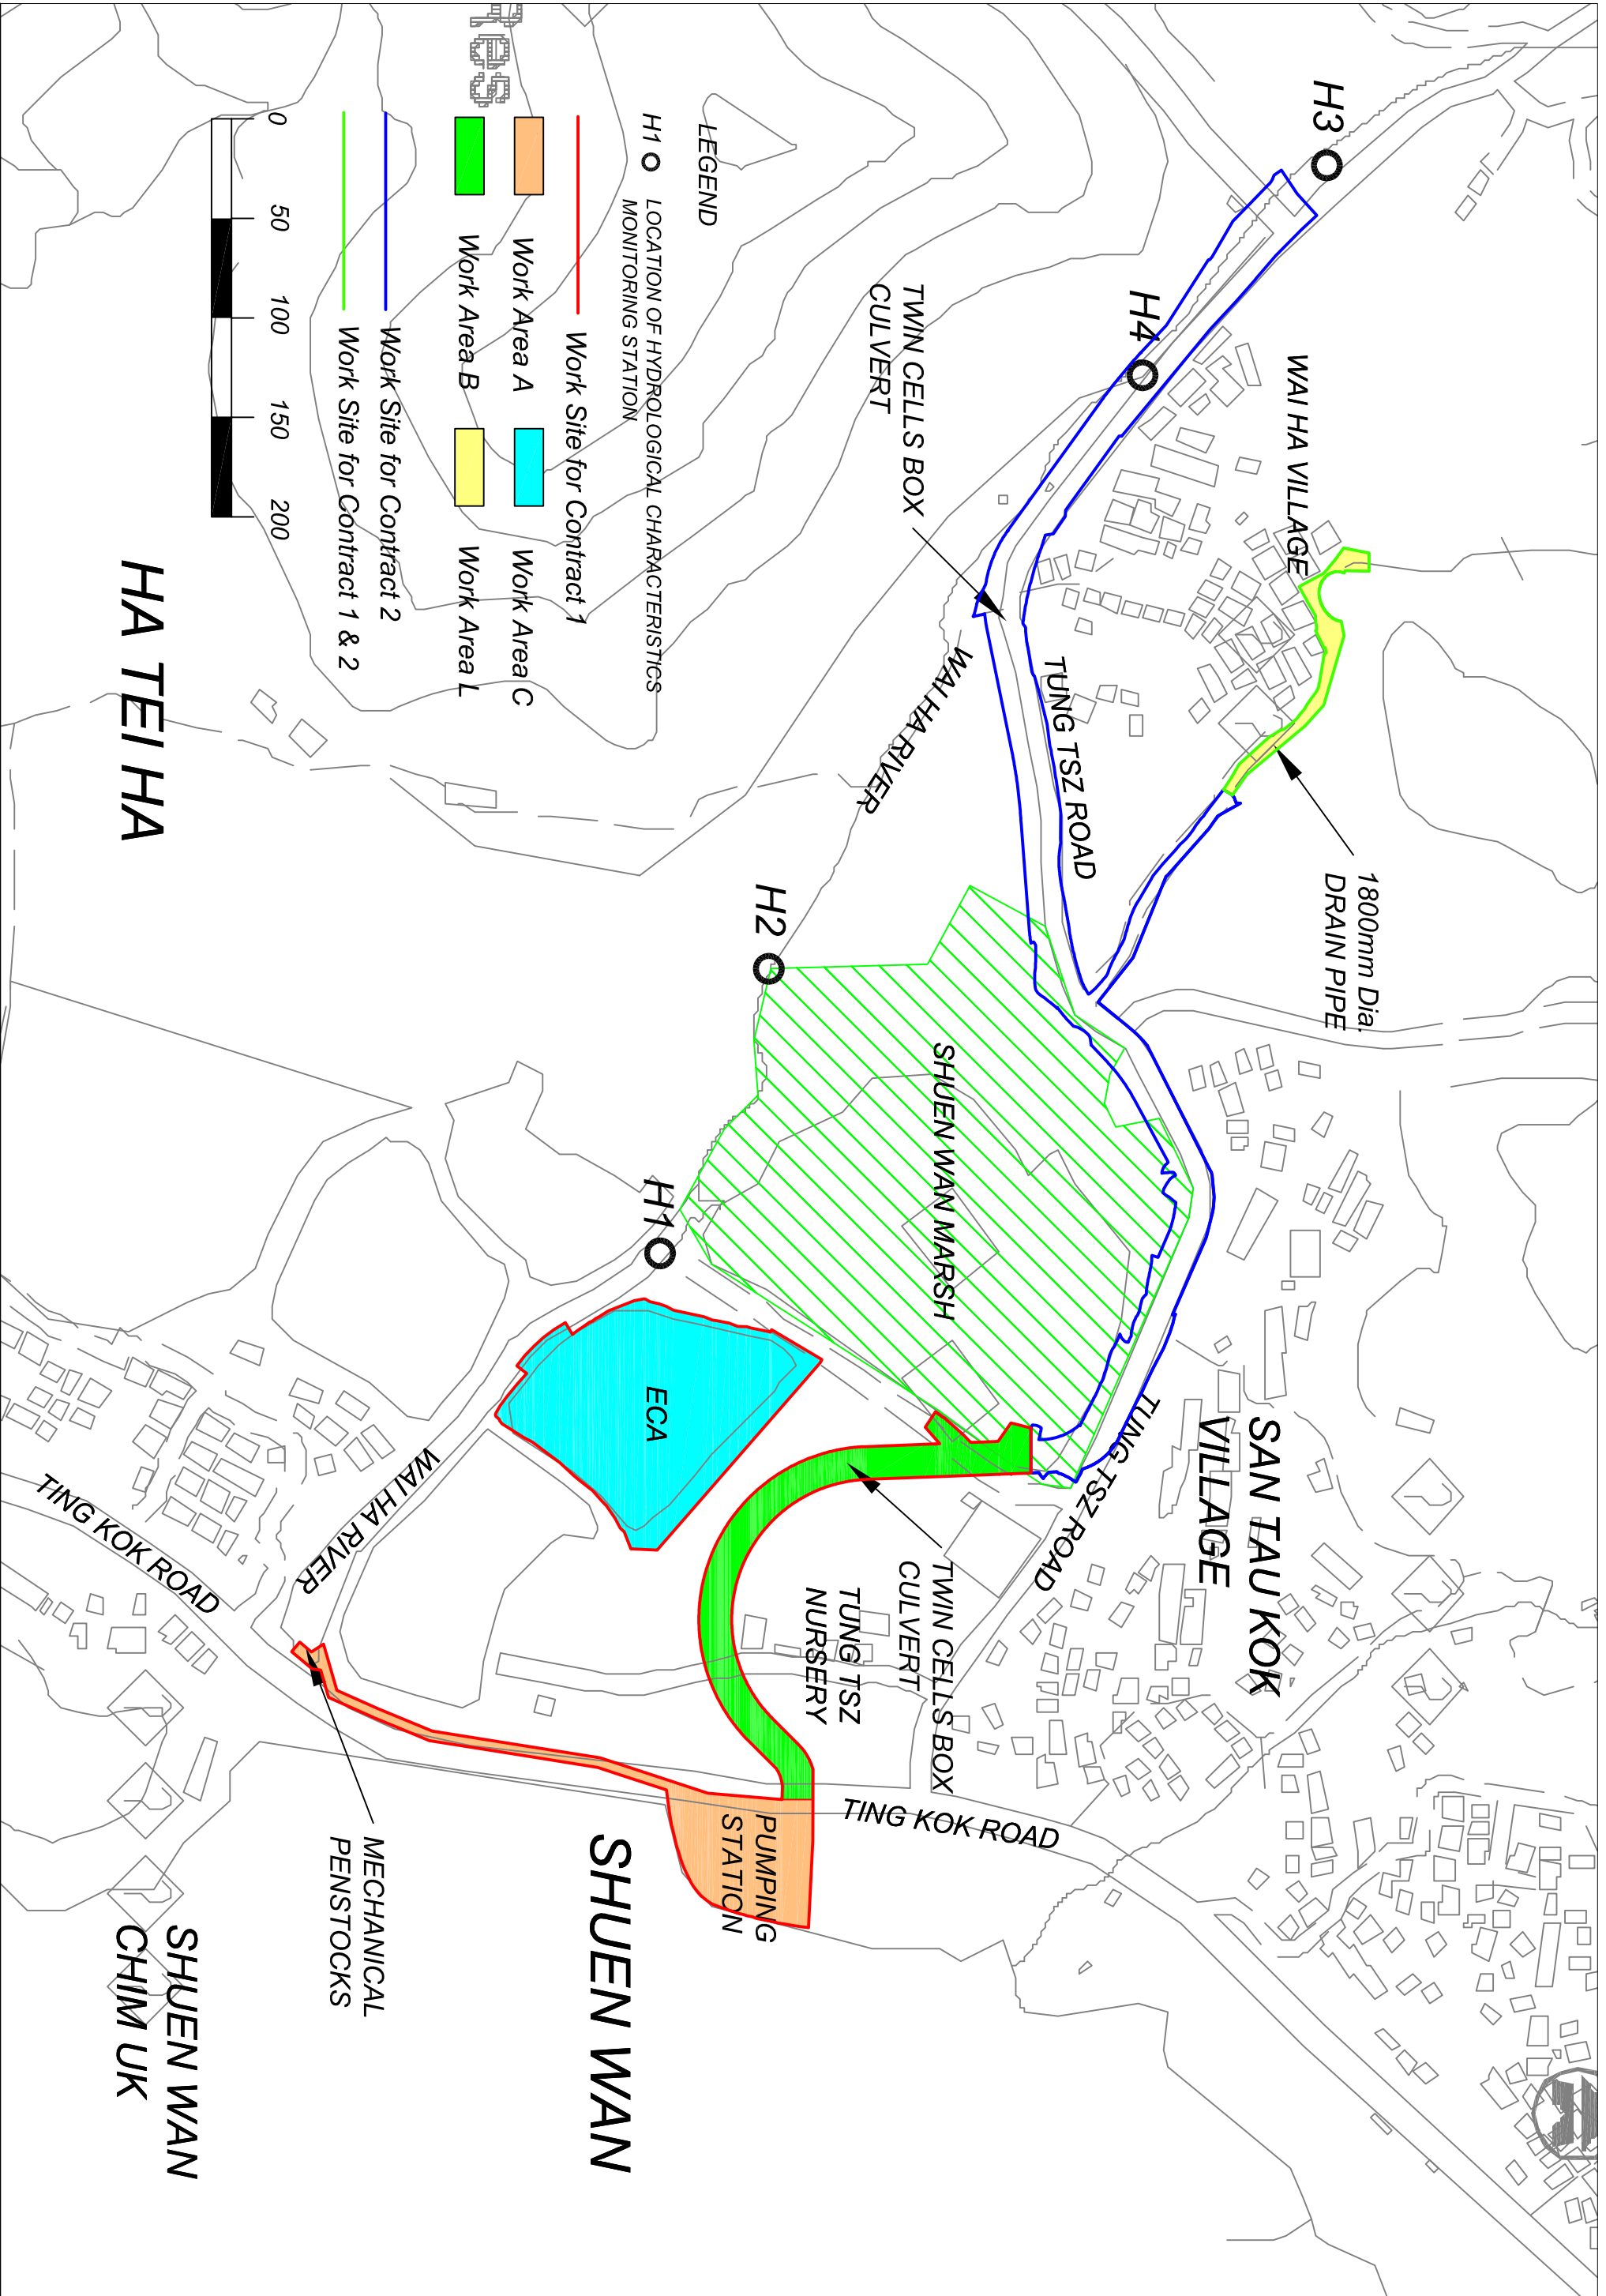 H3
H4
WAI HA VILLAGE
1800mm Dia.
DRAIN PIPE
TWIN CELLS BOX
CULVERT
WAI HA RIVER
TUNG TSZ ROAD
H2
SHUEN WAN MARSH
H1
SAN TAU KOK
VILLAGE
TUNG TSZ ROAD
ECA
TWIN CELLS BOX
CULVERT
TUNG TSZ
NURSERY
WAI HA RIVER
TING KOK ROAD
TING KOK ROAD
PUMPING
STATION
MECHANICAL
PENSTOCKS
SHUEN WAN
SHUEN WAN
CHIM UK
HA TEI HA
LEGEND
H1 LOCATION OF HYDROLOGICAL CHARACTERISTICS
MONITORING STATION
Work Site for Contract 1
Work Area A
Work Area C
Work Area B
Work Area L
Work Site for Contract 2
Work Site for Contract 1 & 2
0 50 100 150 200